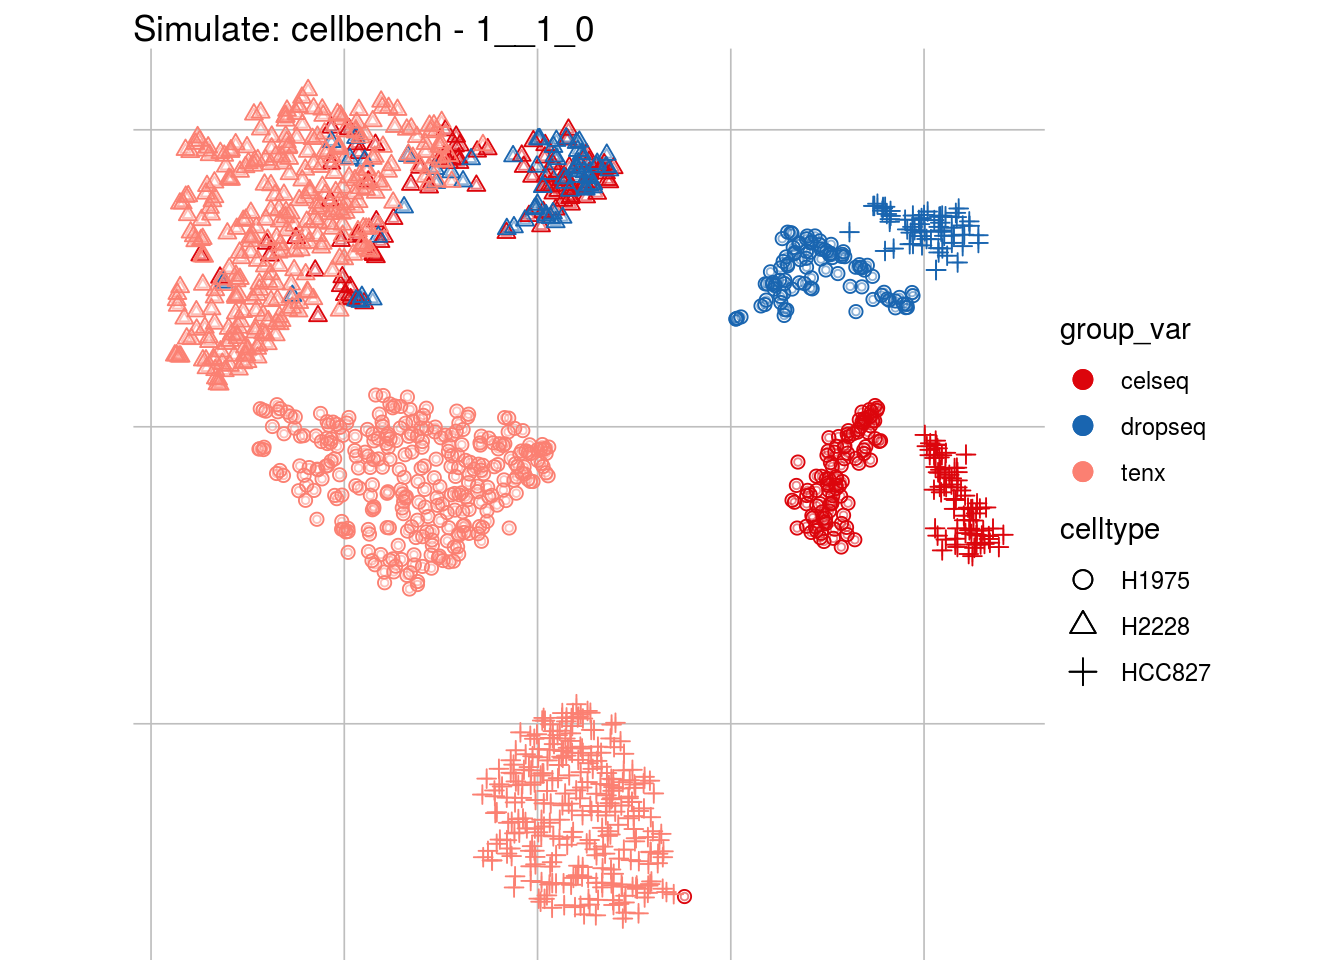 Simulate: cellbench - 1__1_0
group_var
celseq
dropseq
tenx
celltype
H1975
H2228
HCC827